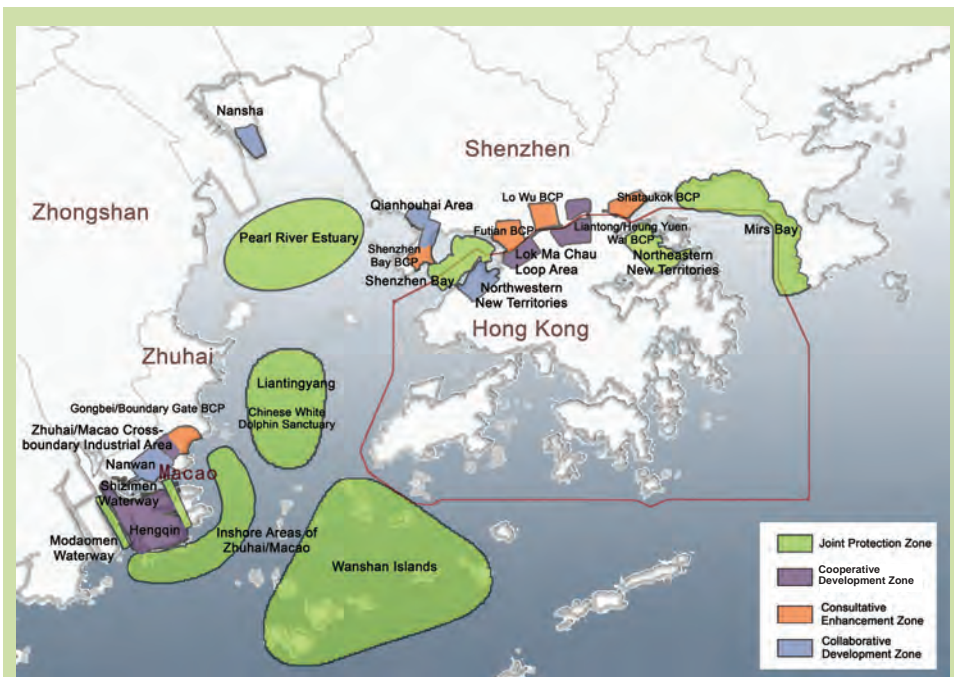 Nansha
Shenzhen
Zhongshan
Qianhouhai Area
Lo Wu BCP
Shataukok BCP
Pearl River Estuary
Futian BCP
Liantong/Heung Yuen
Wai BCP
Mirs Bay
Shenzhen
Bay BCP
Lok Ma Chau
Loop Area
Northeastern
New Territories
Shenzhen Bay
Northwestern
New Territories
Hong Kong
Zhuhai
Liantingyang
Chinese White
Dolphin Sanctuary
Gongbei/Boundary Gate BCP
Zhuhai/Macao Cross-
boundary Industrial Area
Nanwan
Macao
Shizimen
Waterway
Hengqin
Modaomen
Waterway
Inshore Areas of
Zhuhai/Macao
Wanshan Islands
Joint Protection Zone
Cooperative
Development Zone
Consultative
Enhancement Zone
Collaborative
Development Zone